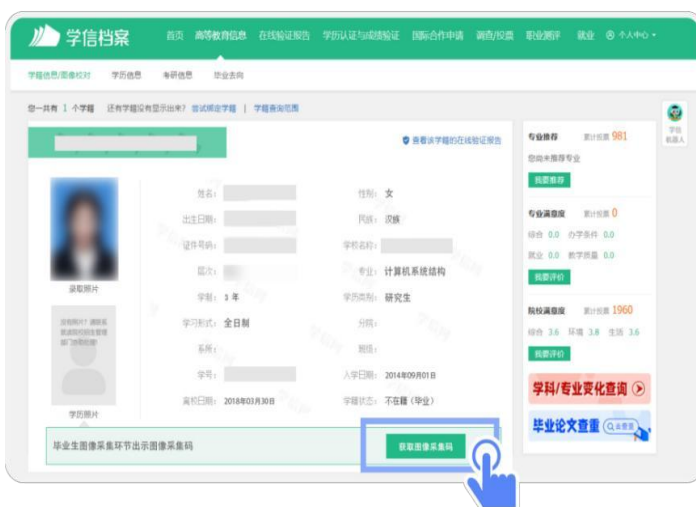 学信档案
首页 高等教育信息 在线验证报告 学历认证与成绩验证 国际合作申请 调查/投票 职业测评 就业 个人中心
学籍信息/图像校对 学历信息 考研信息 毕业去向
您一共有 1 个学籍 还有学籍没有显示出来? 尝试绑定学籍 | 学籍查询范围
查看该学籍的在线验证报告
姓名: 性别: 女
出生日期: 民族: 汉族
证件号码: 学校名称:
层次: 专业: 计算机系统结构
学制: 3 年 学历类别: 研究生
学习形式: 全日制 分院:
系所: 班级:
学号: 入学日期: 2014年09月01日
离校日期: 2018年03月30日 学籍状态: 不在籍(毕业)
录取照片
学历照片
毕业生图像采集环节出示图像采集码
获取图像采集码
专业推荐 累计投票 981
您尚未推荐专业
我要推荐
专业满意度 累计投票 0
综合 0.0 办学条件 0.0
就业 0.0 教学质量 0.0
我要评价
院校满意度 累计投票 1960
综合 3.6 环境 3.8 生活 3.6
我要评价
学科/专业变化查询
毕业论文查重
去查重
学信
机器人
学信网